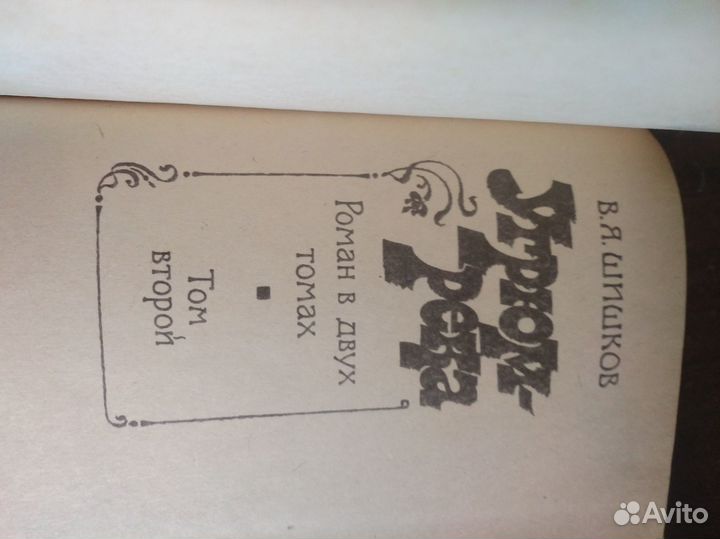 В.Я. ШИШКОВ
Угрюм-
река
Роман в двух
томах
Том
второй
Avito